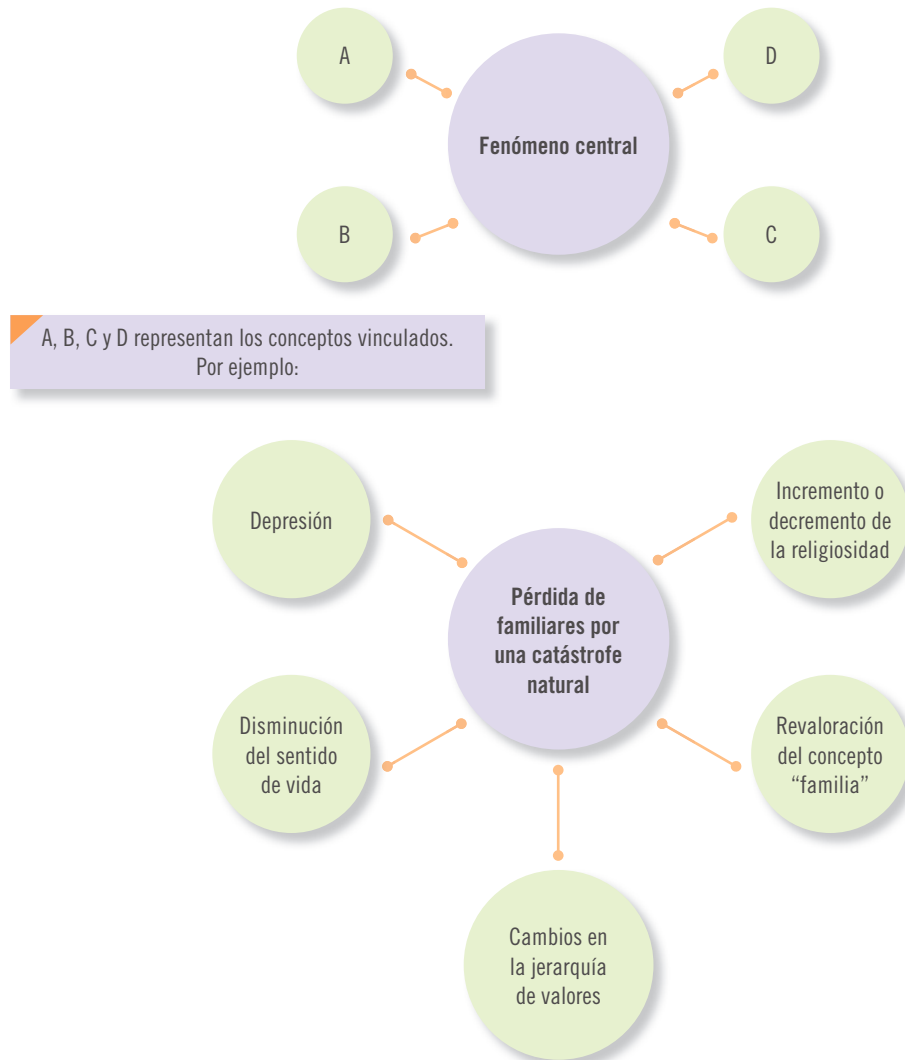 A
D
Fenómeno central
B
C
A, B, C y D representan los conceptos vinculados.
Por ejemplo:
Depresión
Incremento o
decremento de
la religiosidad
Pérdida de
familiares por
una catástrofe
natural
Disminución
del sentido
de vida
Revaloración
del concepto
“familia”
Cambios en
la jerarquía
de valores